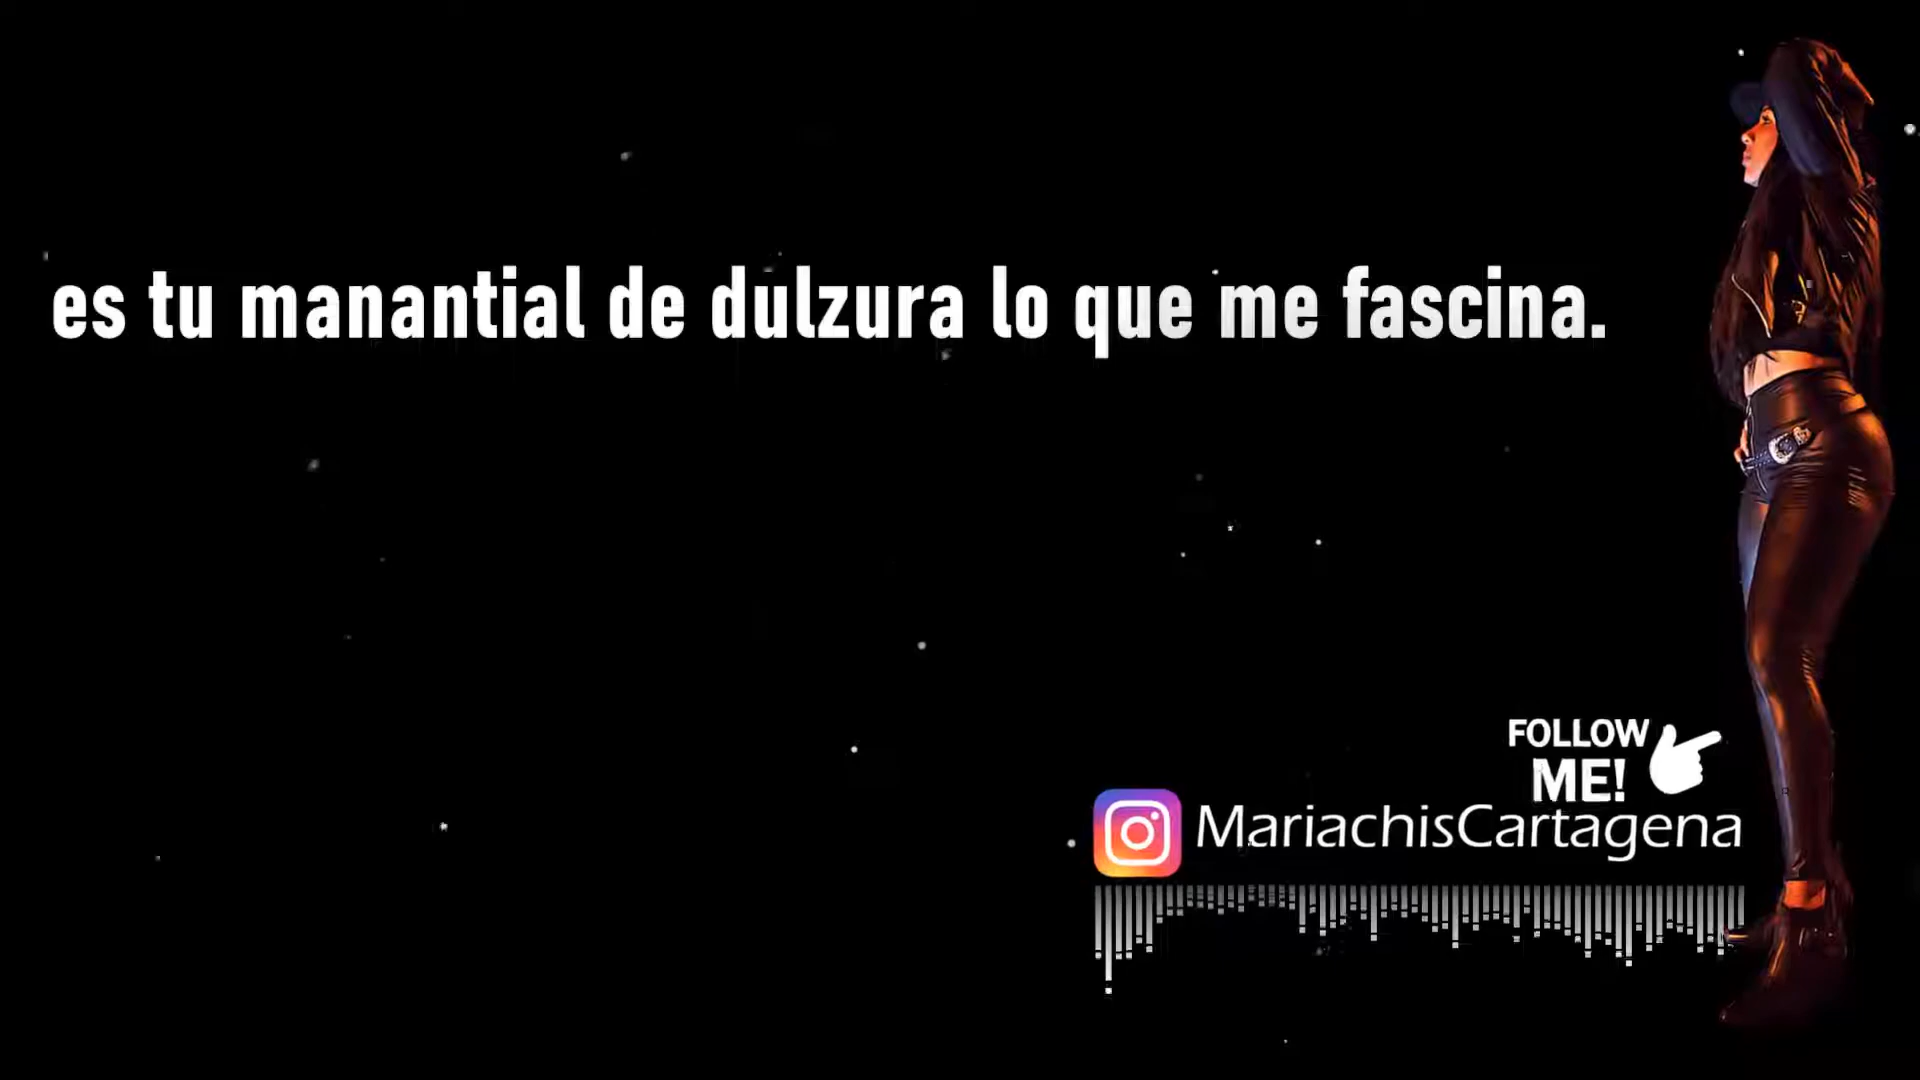 es tu manantial de dulzura lo que me fascina.
FOLLOW
ME!
MariachisCartagena